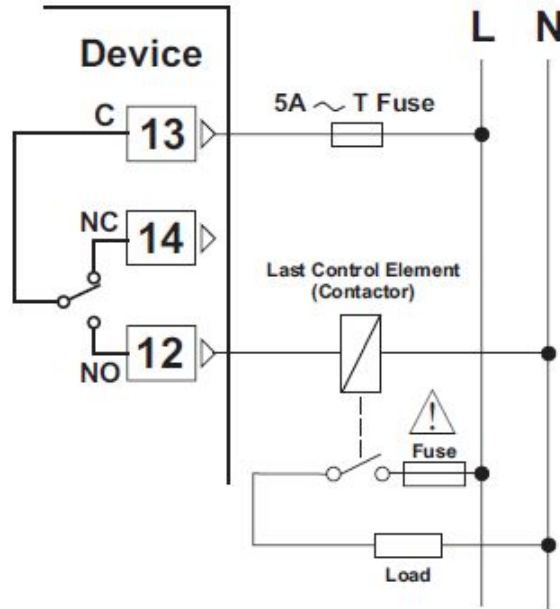 L N
Device
5A ~ T Fuse
C
13
NC
14
Last Control Element
(Contactor)
12
NO
!
Fuse
Load